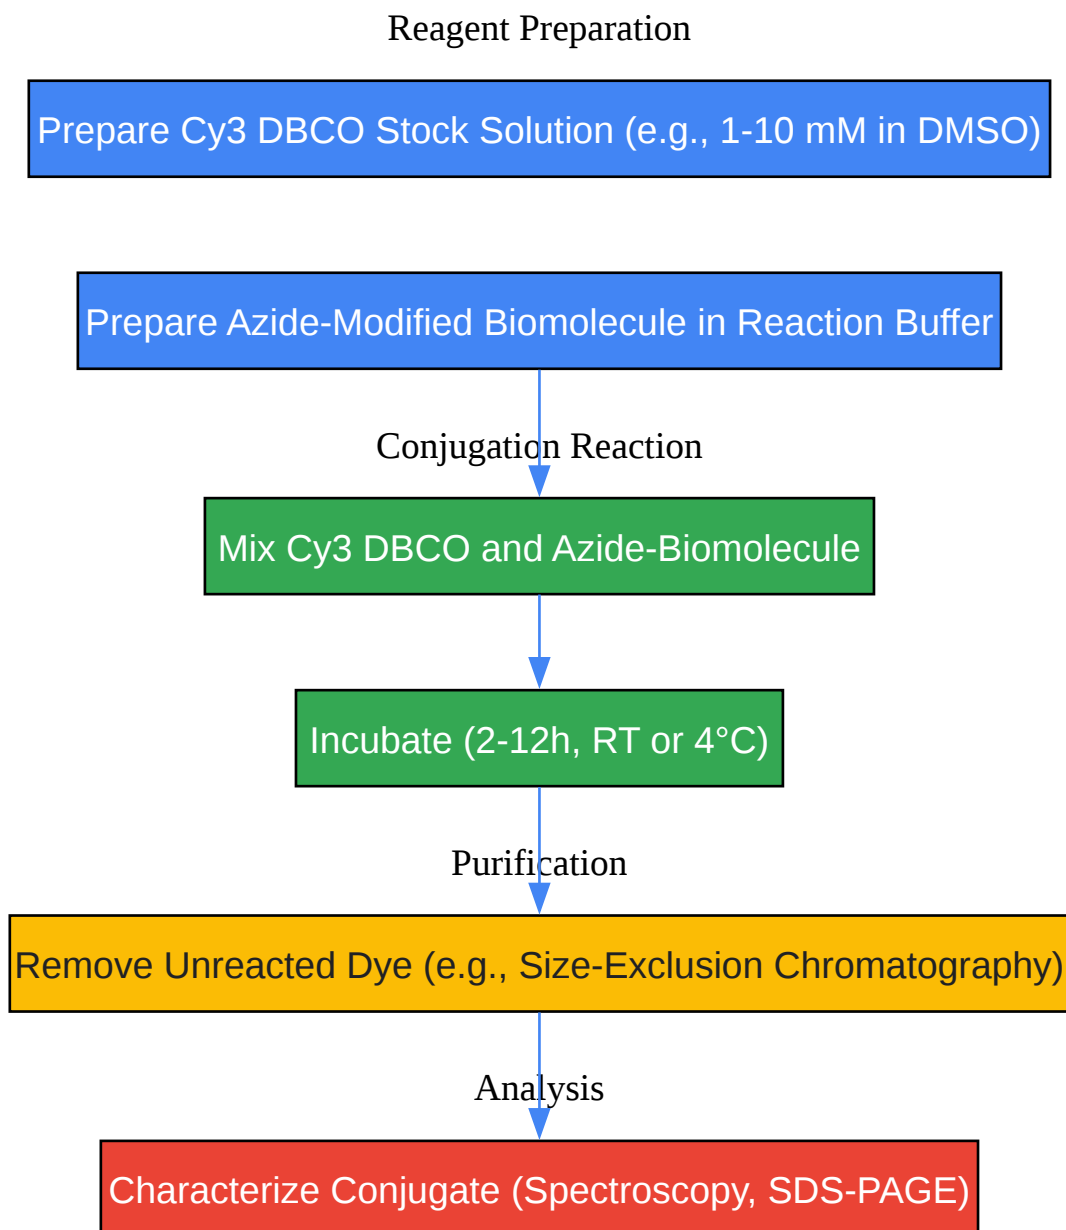 Reagent Preparation
Prepare Cy3 DBCO Stock Solution (e.g., 1-10 mM in DMSO)
Prepare Azide-Modified Biomolecule in Reaction Buffer
Conjugation Reaction
Mix Cy3 DBCO and Azide-Biomolecule
Incubate (2-12h, RT or 4°C)
Purification
Remove Unreacted Dye (e.g., Size-Exclusion Chromatography)
Analysis
Characterize Conjugate (Spectroscopy, SDS-PAGE)